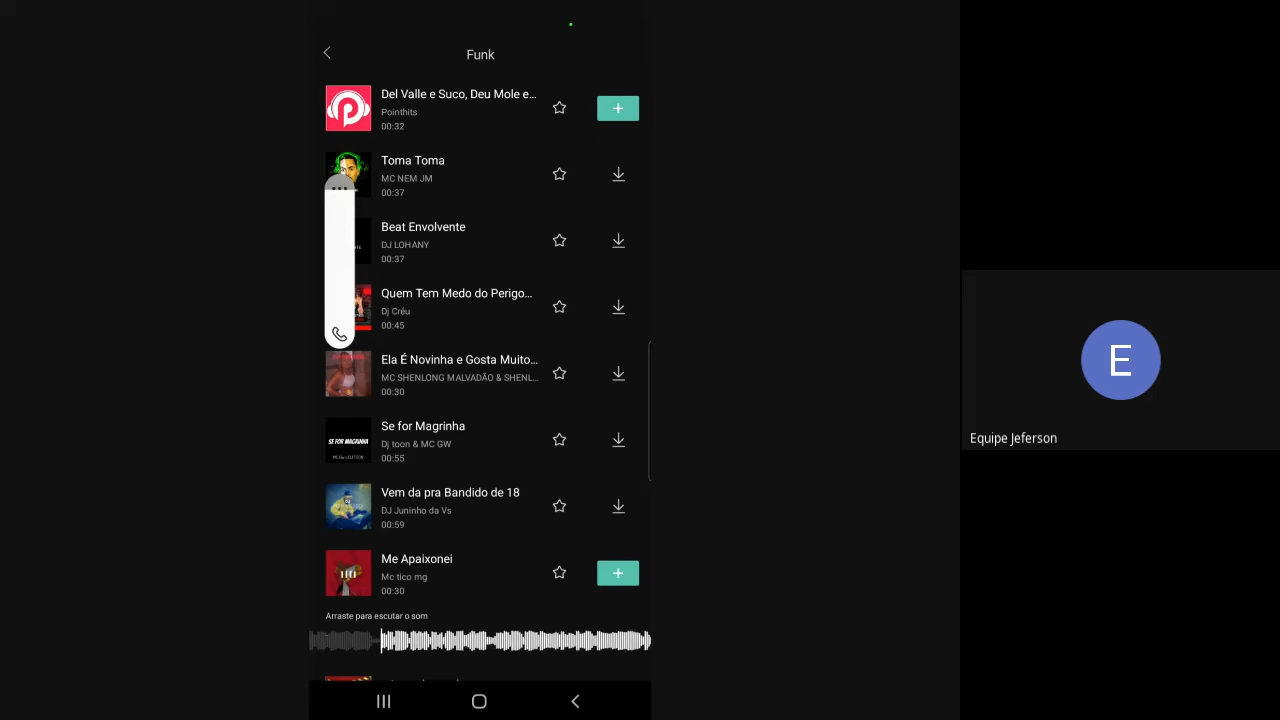 Funk
Del Valle e Suco, Deu Mole e...
Pointhits
00:32
Toma Toma
MC NEM JM
00:37
Beat Envolvente
DJ LOHANY
00:37
Quem Tem Medo do Perigo...
Dj Créu
00:45
Ela É Novinha e Gosta Muito...
MC SHENLONG MALVADÃO & SHENL...
00:30
SE FOR MAGRINHA
Se for Magrinha
Dj toon & MC GW
00:55
Vem da pra Bandido de 18
DJ Juninho da Vs
00:59
Me Apaixonei
Mc tico mg
00:30
Arraste para escutar o som
E
Equipe Jeferson